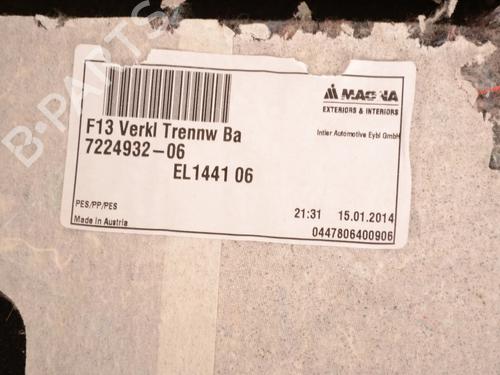 MAGNA
EXTERIORS & INTERIORS
Intier Automotive Eybl GmbH
F13 Verkl Trennw Ba
7224932-06
EL1441 06
PES/PP/PES
Made In Austria
21:31 15.01.2014
0447806400906
B-PARTS